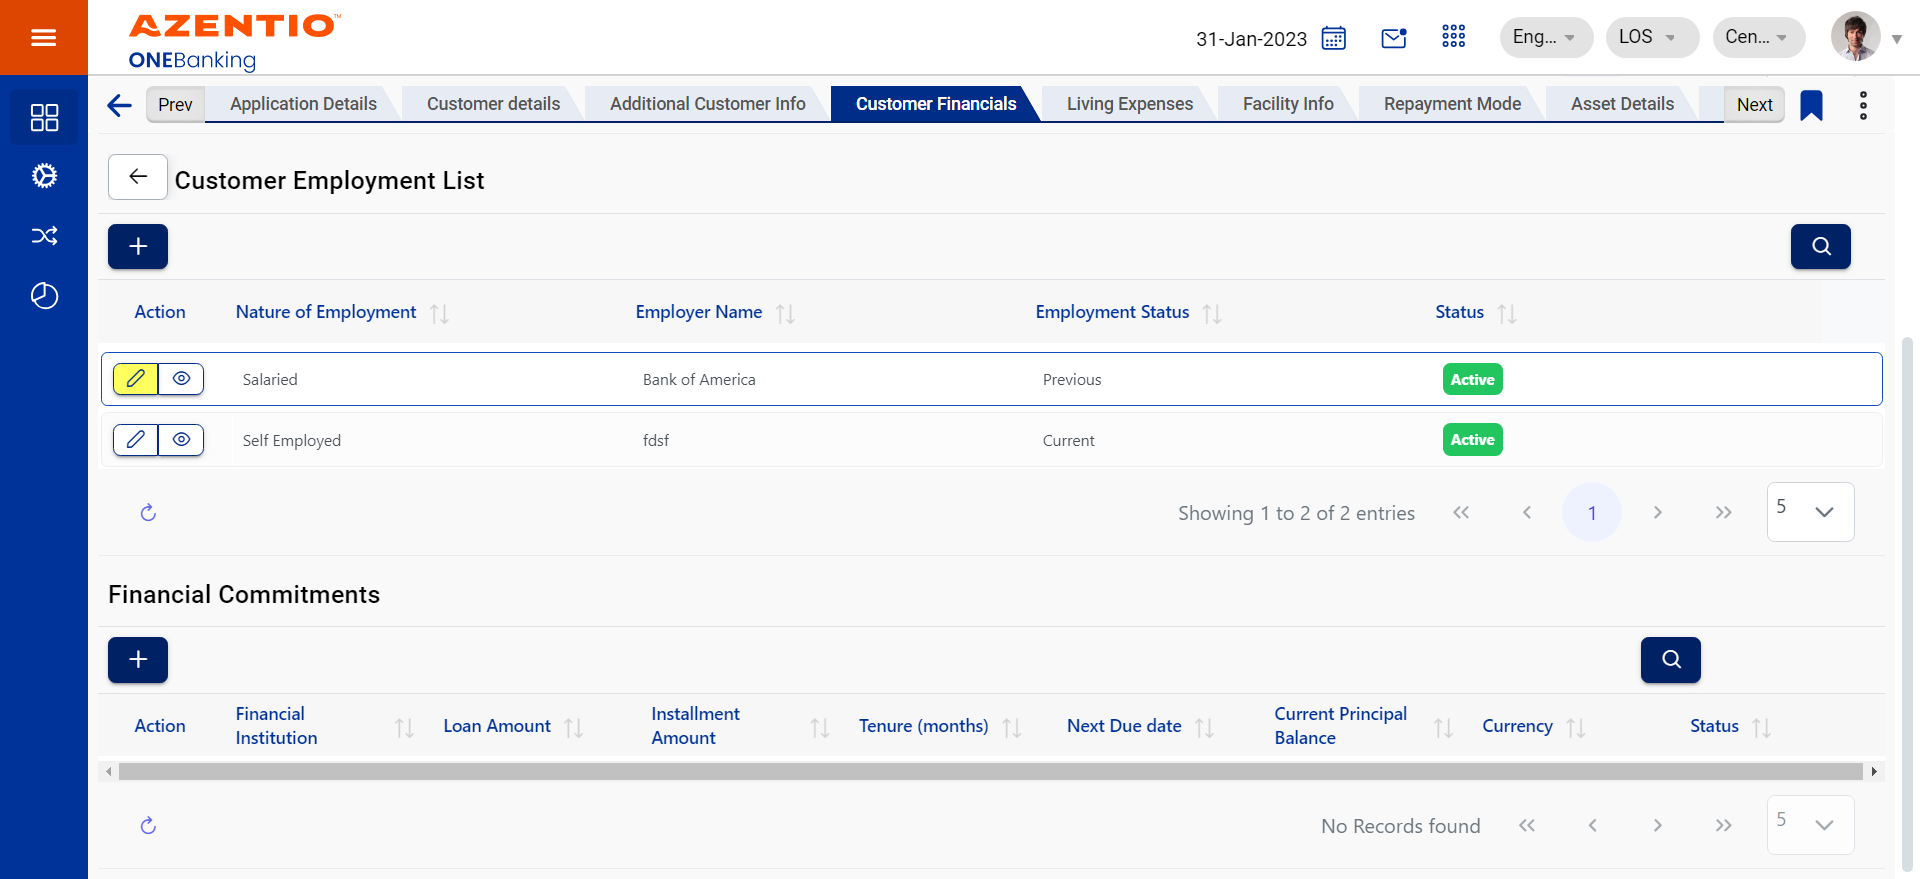 AZENTIO™
ONEBanking
31-Jan-2023
Eng...
LOS
Cen...
Prev
Application Details
Customer details
Additional Customer Info
Customer Financials
Living Expenses
Facility Info
Repayment Mode
Asset Details
Next
Customer Employment List
Action
Nature of Employment
Employer Name
Employment Status
Status
Salaried
Bank of America
Previous
Active
Self Employed
fdsf
Current
Active
Showing 1 to 2 of 2 entries
1
5
Financial Commitments
Action
Financial
Institution
Loan Amount
Installment
Amount
Tenure (months)
Next Due date
Current Principal
Balance
Currency
Status
No Records found
5